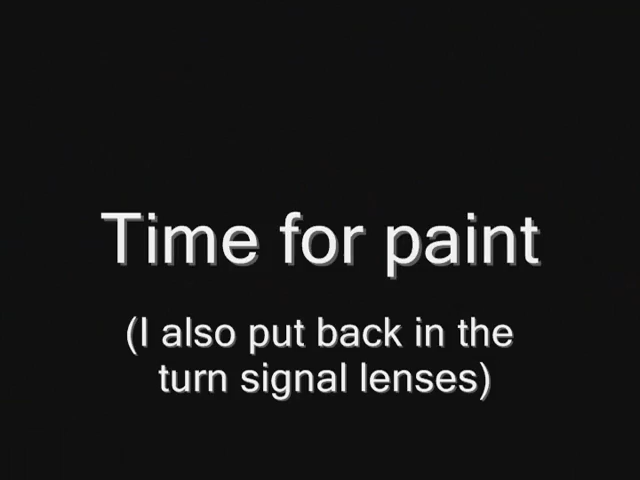 Time for paint
(I also put back in the
turn signal lenses)